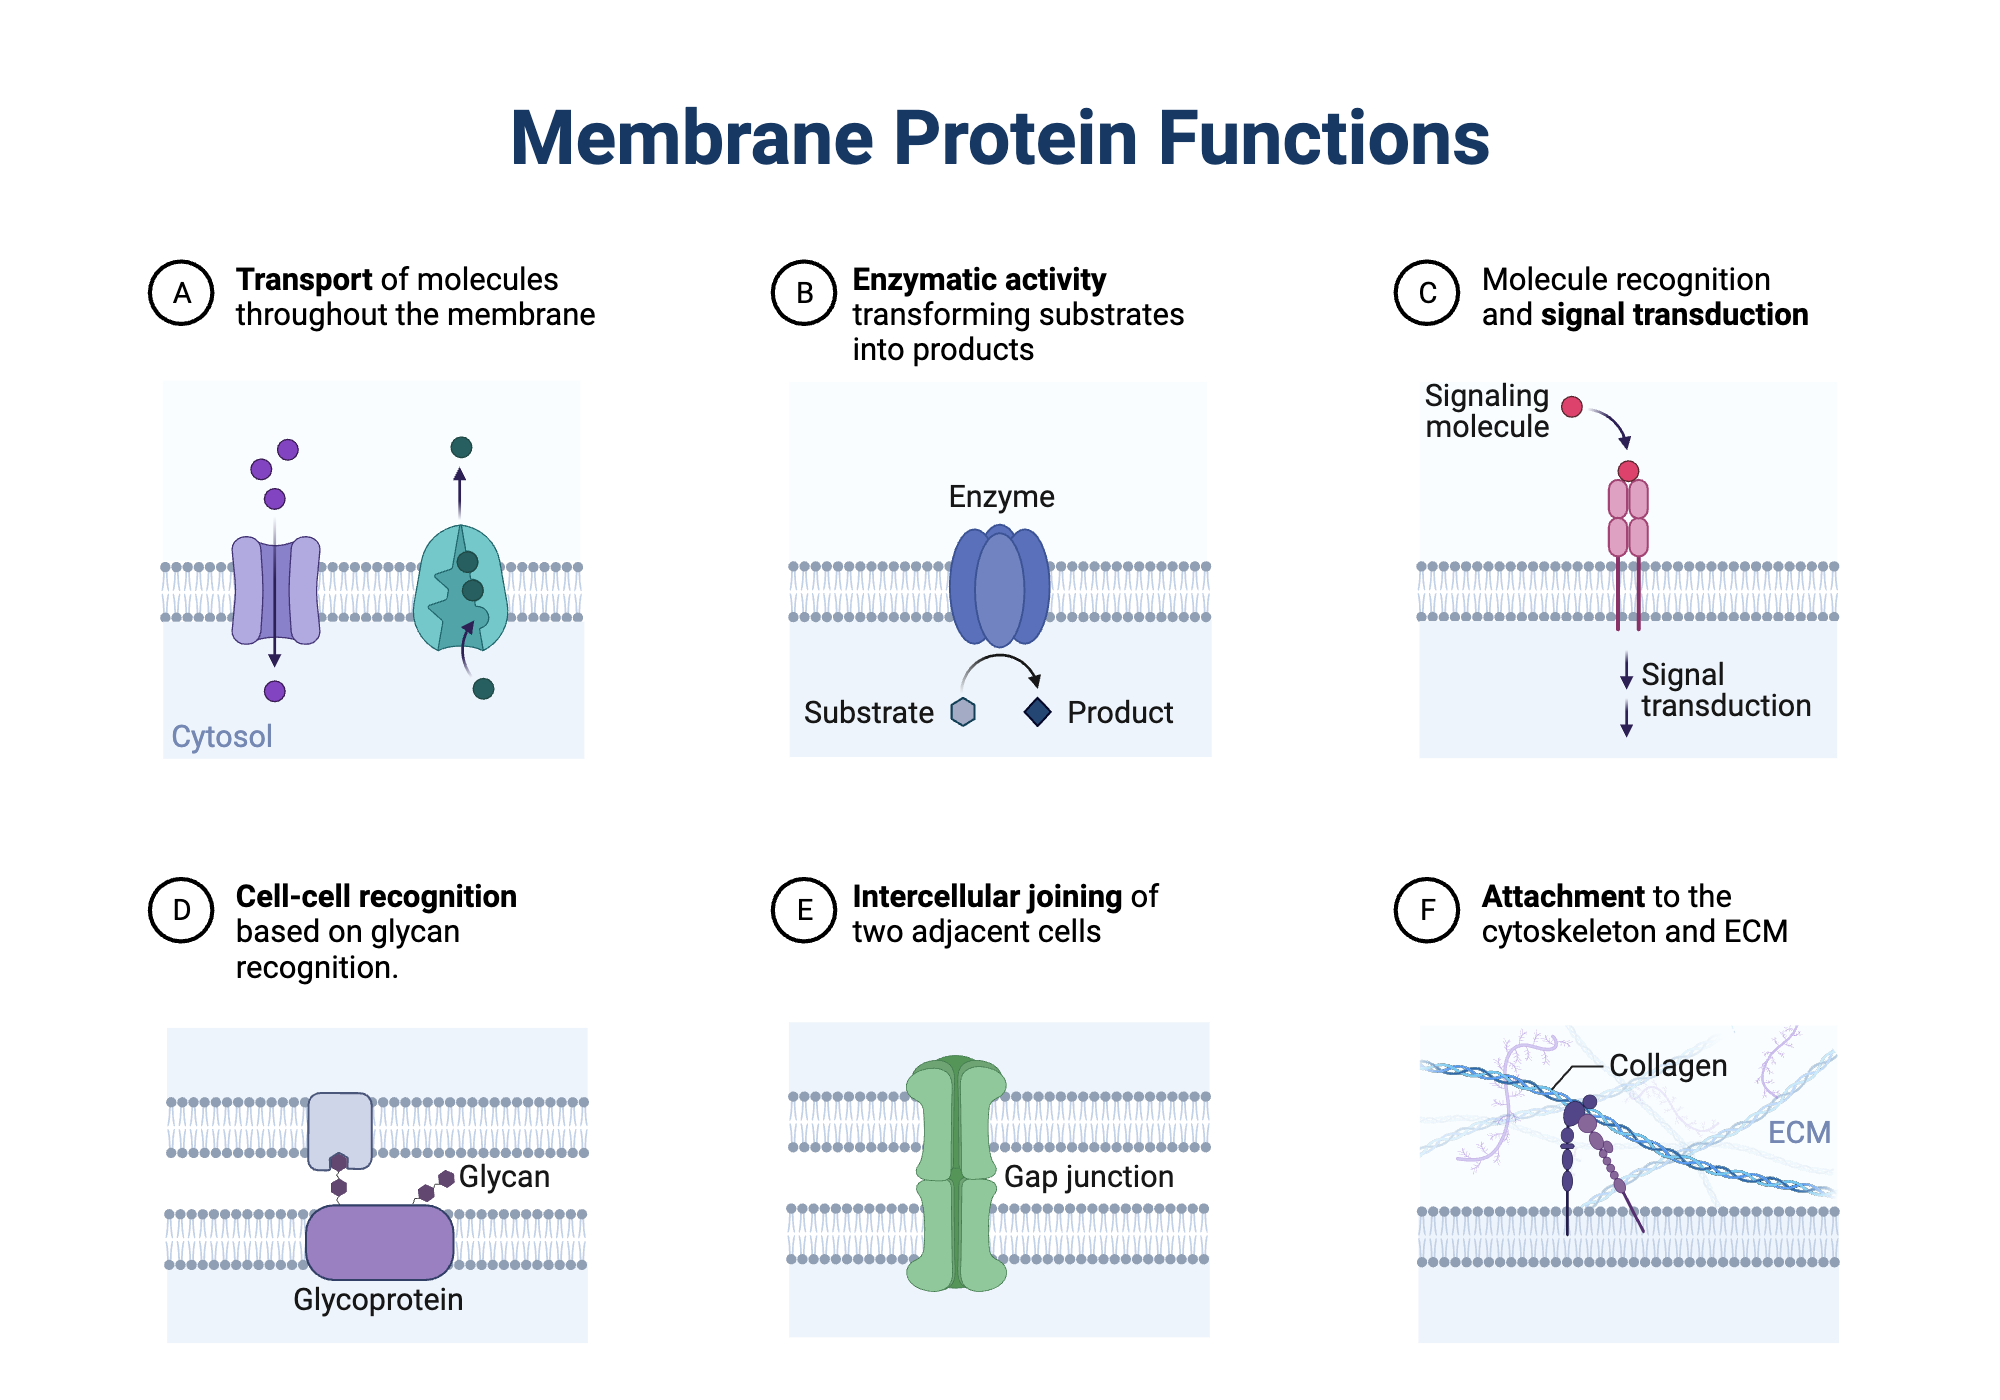 Membrane Protein Functions
A
Transport of molecules
throughout the membrane
Cytosol
B
Enzymatic activity
transforming substrates
into products
Enzyme
Substrate
Product
C
Molecule recognition
and signal transduction
Signaling
molecule
Signal
transduction
D
Cell-cell recognition
based on glycan
recognition.
Glycan
Glycoprotein
E
Intercellular joining of
two adjacent cells
Gap junction
F
Attachment to the
cytoskeleton and ECM
Collagen
ECM